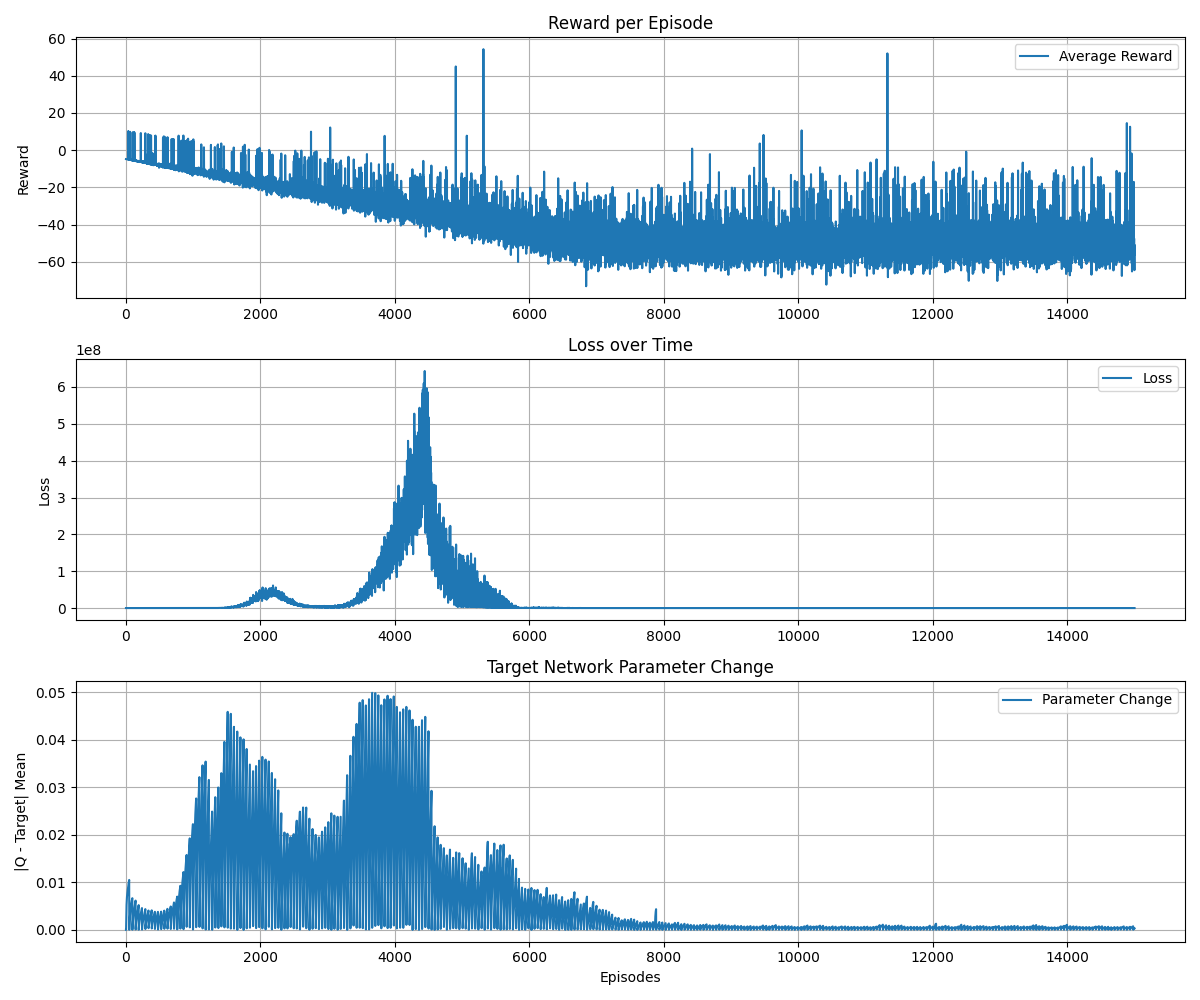 Reward per Episode
60
40
20
0
−20
−40
−60
Reward
Average Reward
0 2000 4000 6000 8000 10000 12000 14000
Loss over Time
1e8
6
5
4
3
2
1
0
Loss
Loss
0 2000 4000 6000 8000 10000 12000 14000
Target Network Parameter Change
0.05
0.04
0.03
0.02
0.01
0.00
|Q - Target| Mean
Parameter Change
0 2000 4000 6000 8000 10000 12000 14000
Episodes